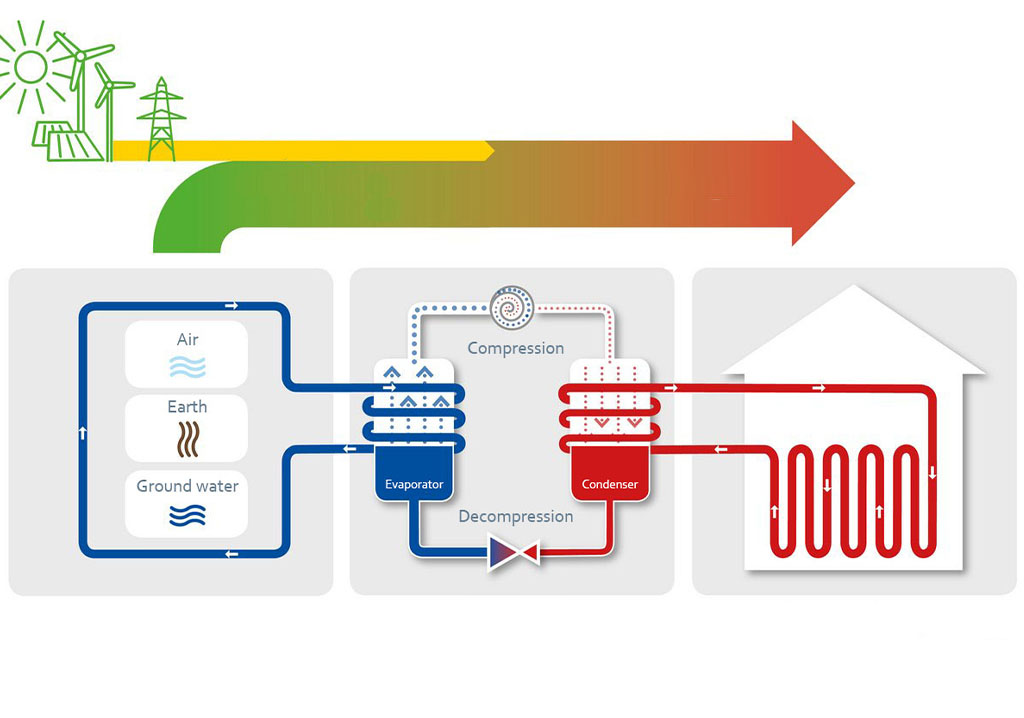 Air
Earth
Ground water
Compression
Evaporator
Condenser
Decompression